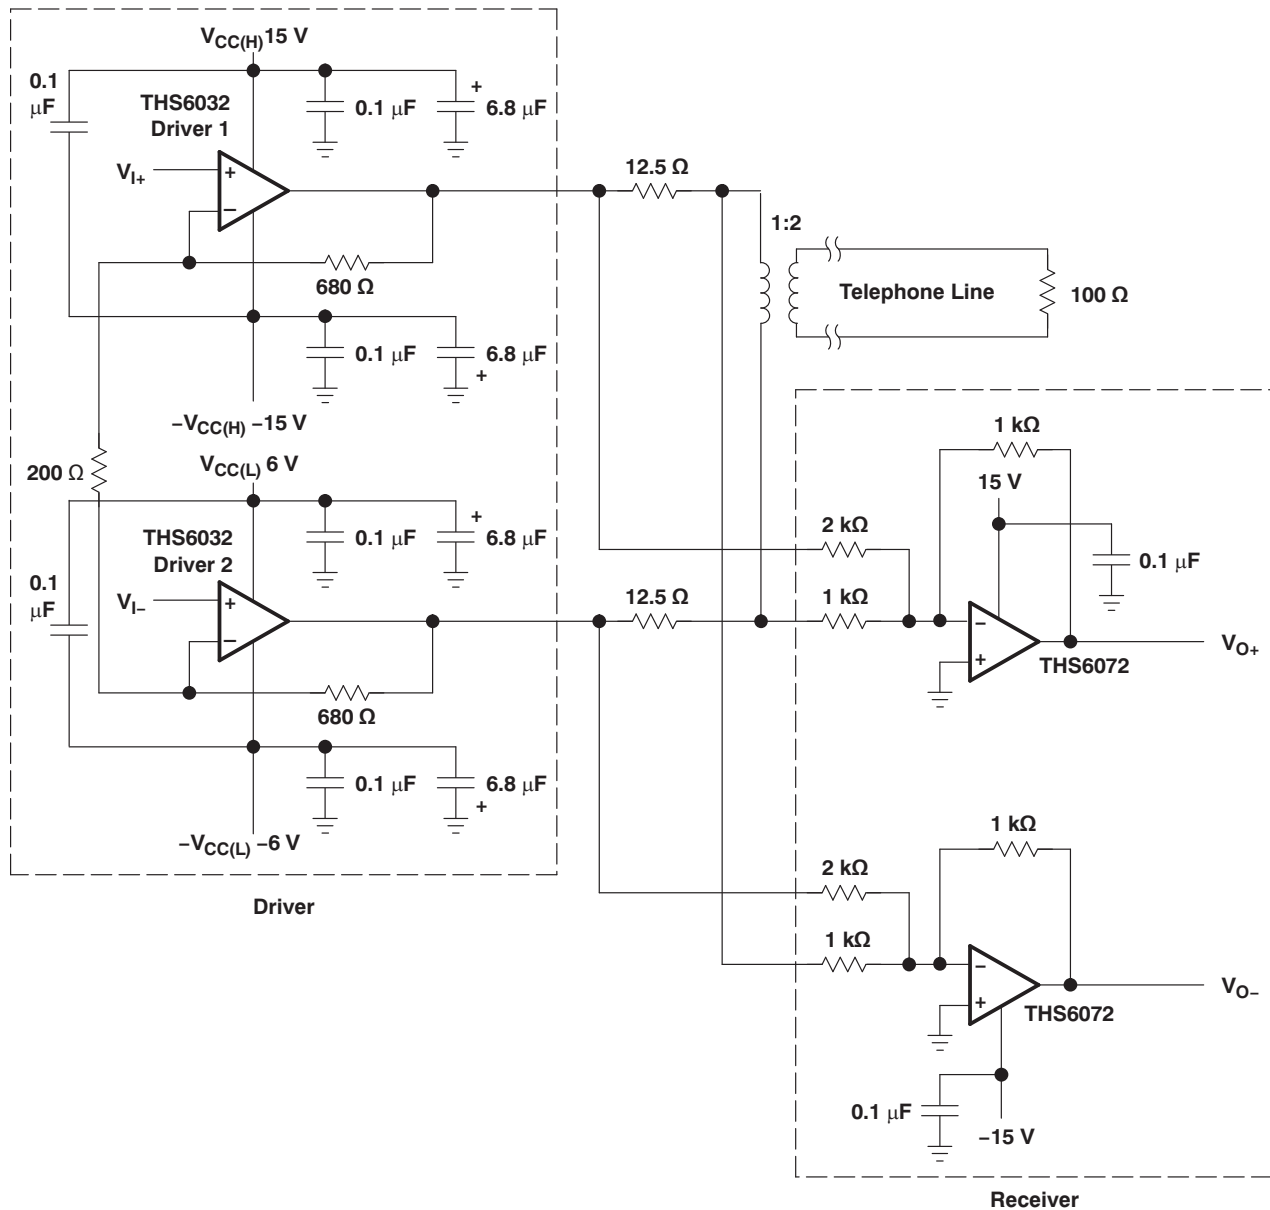 VCC(H) 15 V
0.1
μF
THS6032
Driver 1
0.1 μF
+
6.8 μF
VI+
+
−
680 Ω
12.5 Ω
1:2
Telephone Line
100 Ω
0.1 μF
6.8 μF
+
−VCC(H) −15 V
200 Ω
VCC(L) 6 V
0.1
μF
THS6032
Driver 2
0.1 μF
+
6.8 μF
VI−
+
−
680 Ω
12.5 Ω
0.1 μF
6.8 μF
+
−VCC(L) −6 V
Driver
1 kΩ
15 V
2 kΩ
0.1 μF
1 kΩ
−
+
THS6072
VO+
1 kΩ
2 kΩ
1 kΩ
−
+
THS6072
VO−
0.1 μF
−15 V
Receiver